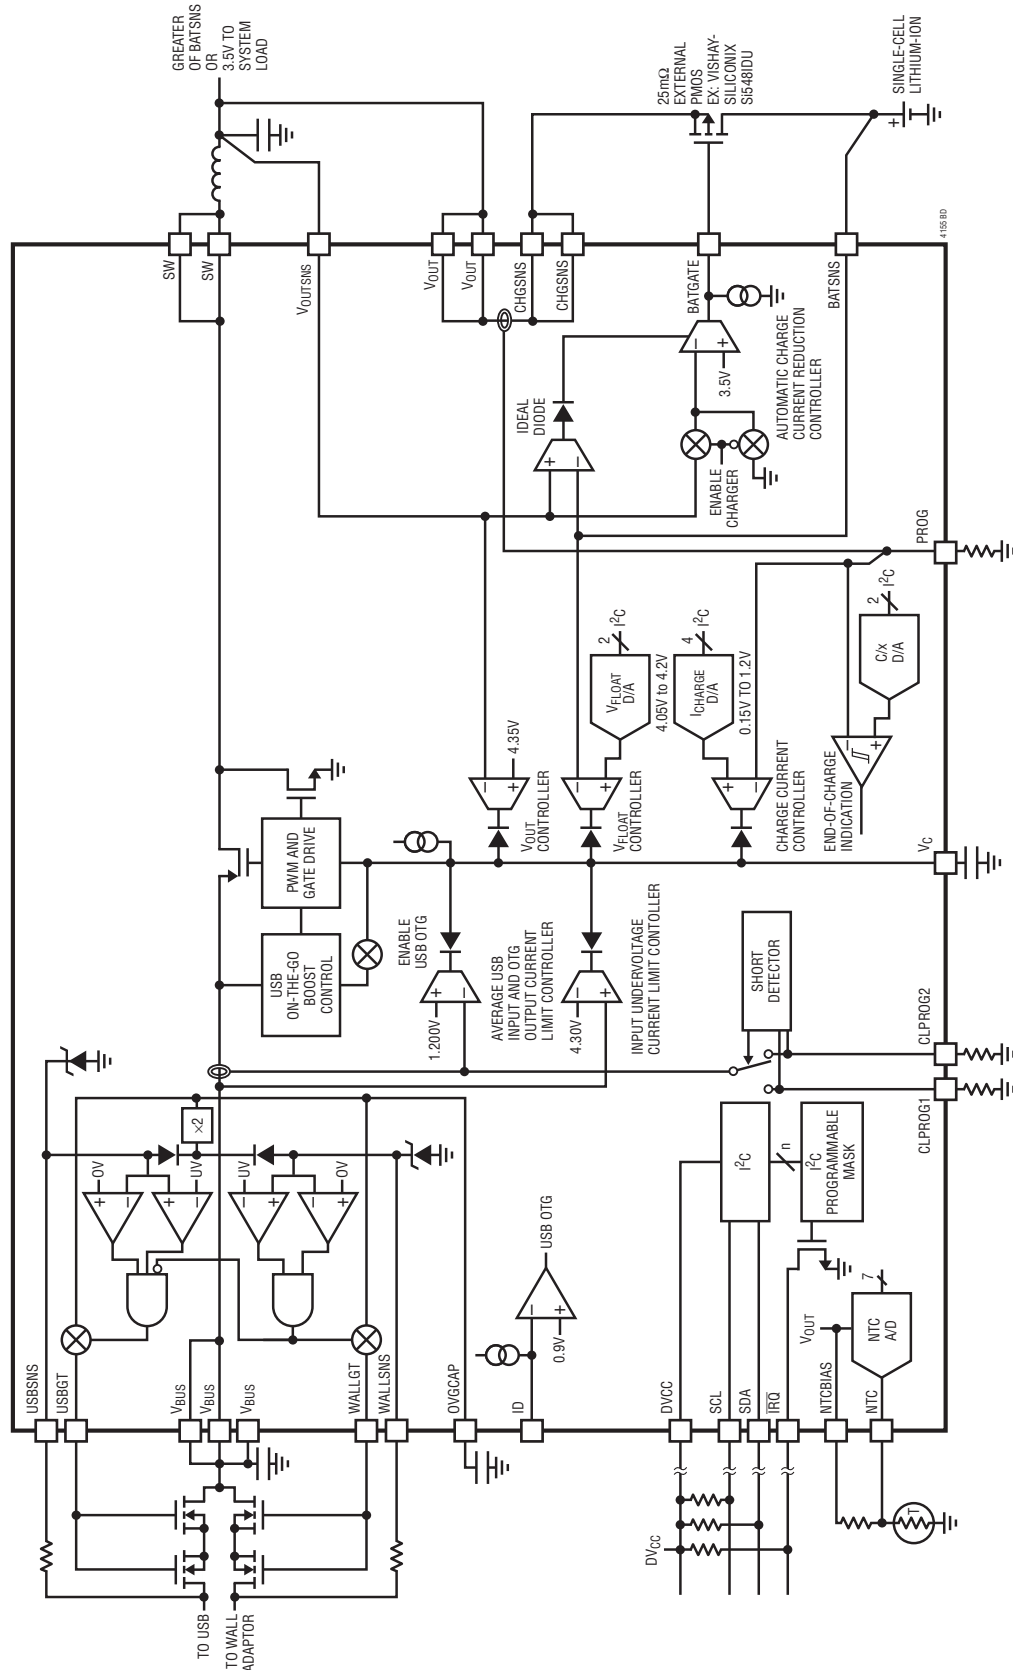 TO USB
TO WALL
ADAPTOR
USBSNS
USBGT
VBUS
VBUS
VBUS
WALLGT
WALLSNS
OVGCAP
ID
DVCC
SCL
SDA
IRQ
NTCBIAS
NTC
DVCC
T
OV
UV
UV
OV
+
–
+
–
–
+
–
+
×2
–
+
0.9V
USB OTG
I2C
n
I2C
PROGRAMMABLE
MASK
VOUT
NTC
A/D
7
CLPROG1
CLPROG2
SHORT
DETECTOR
USB
ON-THE-GO
BOOST
CONTROL
PWM AND
GATE DRIVE
ENABLE
USB OTG
1.200V
+
–
AVERAGE USB
INPUT AND OTG
OUTPUT CURRENT
LIMIT CONTROLLER
4.30V
–
+
INPUT UNDERVOLTAGE
CURRENT LIMIT CONTOLLER
VC
–
+
4.35V
VOUT
CONTROLLER
–
+
VFLOAT
CONTROLLER
VFLOAT
D/A
2
I2C
4.05V to 4.2V
+
–
CHARGE CURRENT
CONTROLLER
ICHARGE
D/A
4
I2C
0.15V TO 1.2V
END-OF-CHARGE
INDICATION
–
+
C/x
D/A
2
I2C
PROG
IDEAL
DIODE
+
–
ENABLE
CHARGER
–
+
3.5V
AUTOMATIC CHARGE
CURRENT REDUCTION
CONTROLLER
SW
SW
VOUTSNS
VOUT
VOUT
CHGSNS
CHGSNS
BATGATE
BATSNS
GREATER
OF BATSNS
OR
3.5V TO
SYSTEM
LOAD
25mΩ
EXTERNAL
PMOS
EX: VISHAY-
SILICONIX
Si5481DU
+
SINGLE-CELL
LITHIUM-ION
4155 BD